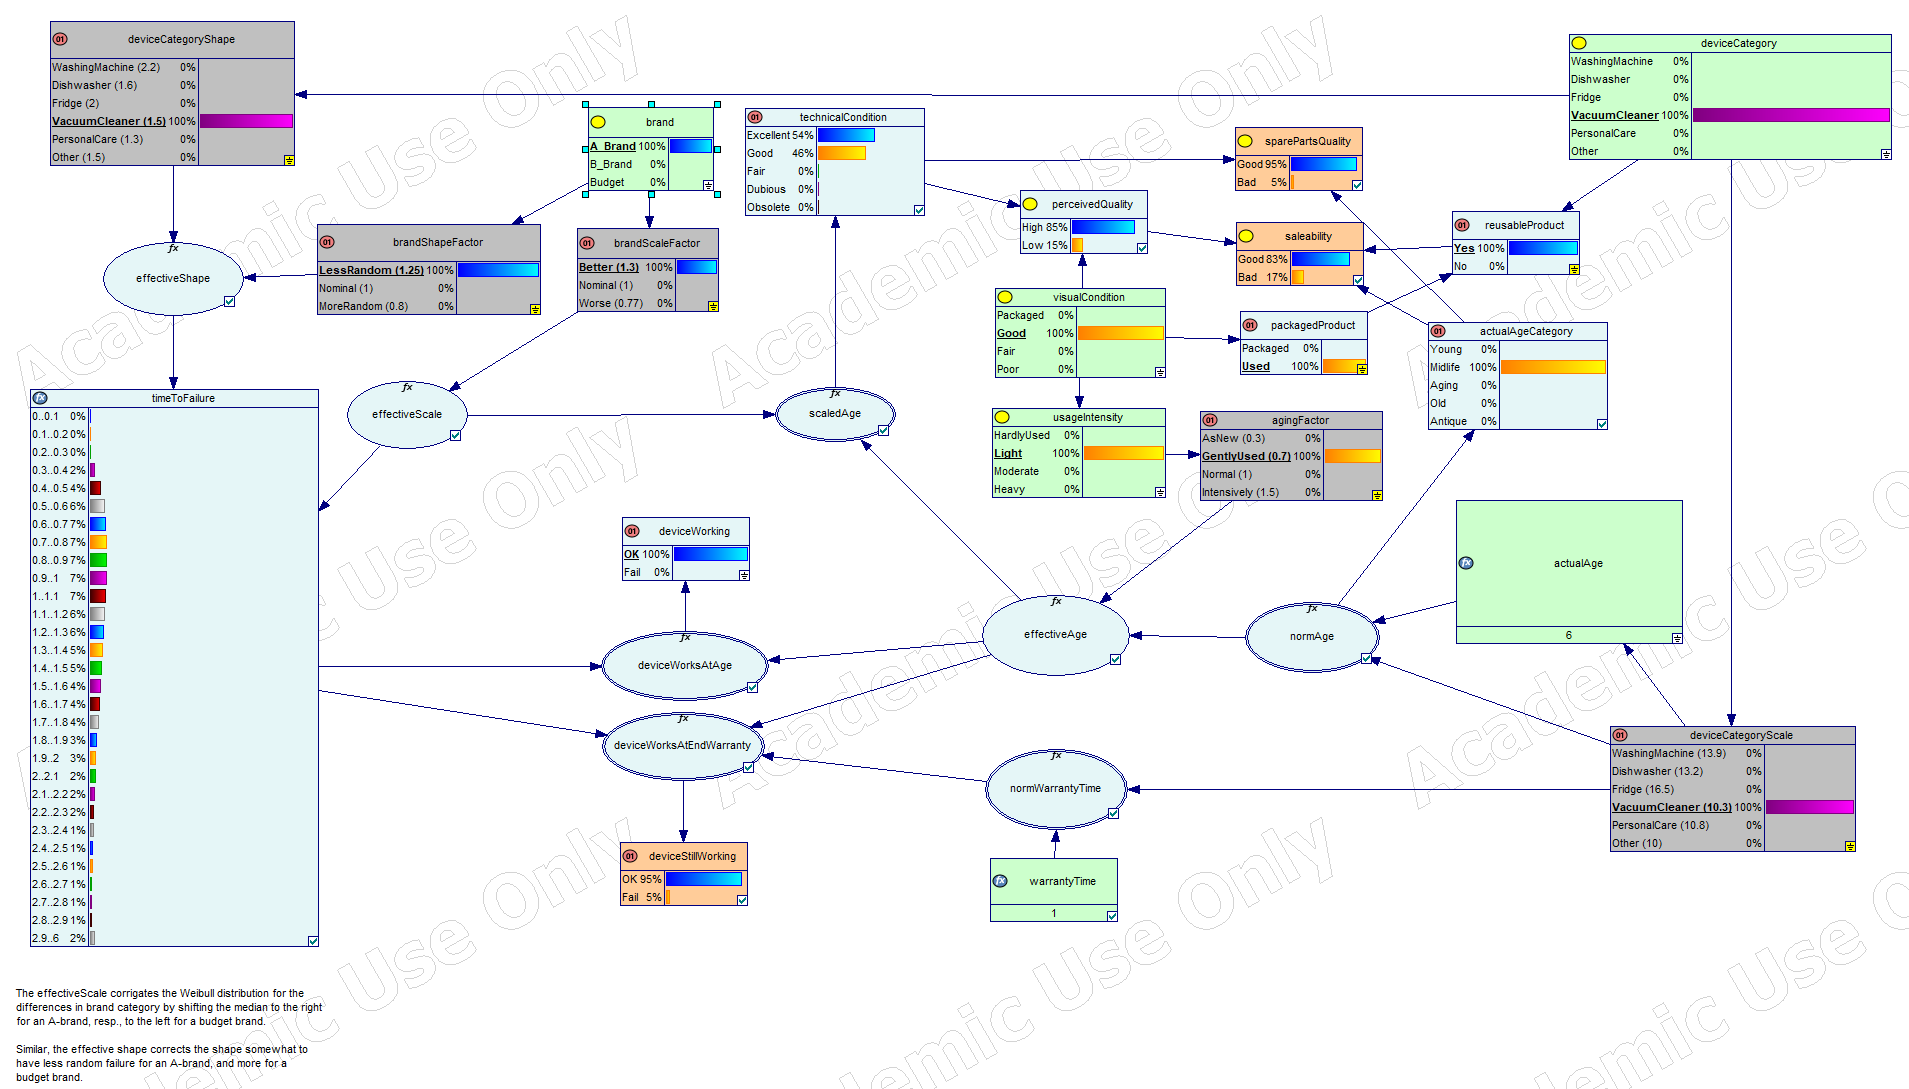 deviceCategoryShape
WashingMachine (2.2) 0%
Dishwasher (1.6) 0%
Fridge (2) 0%
VacuumCleaner (1.5) 100%
PersonalCare (1.3) 0%
Other (1.5) 0%
deviceCategory
WashingMachine 0%
Dishwasher 0%
Fridge 0%
VacuumCleaner 100%
PersonalCare 0%
Other 0%
brand
A_Brand 100%
B_Brand 0%
Budget 0%
technicalCondition
Excellent 54%
Good 46%
Fair 0%
Dubious 0%
Obsolete 0%
sparePartsQuality
Good 95%
Bad 5%
perceivedQuality
High 85%
Low 15%
saleability
Good 83%
Bad 17%
reusableProduct
Yes 100%
No 0%
effectiveShape
brandShapeFactor
LessRandom (1.25) 100%
Nominal (1) 0%
MoreRandom (0.8) 0%
brandScaleFactor
Better (1.3) 100%
Nominal (1) 0%
Worse (0.77) 0%
visualCondition
Packaged 0%
Good 100%
Fair 0%
Poor 0%
packagedProduct
Packaged 0%
Used 100%
actualAgeCategory
Young 0%
Midlife 100%
Aging 0%
Old 0%
Antique 0%
timeToFailure
0..0.1 0%
0.1..0.2 0%
0.2..0.3 0%
0.3..0.4 2%
0.4..0.5 4%
0.5..0.6 6%
0.6..0.7 7%
0.7..0.8 7%
0.8..0.9 7%
0.9..1 7%
1..1.1 7%
1.1..1.2 6%
1.2..1.3 6%
1.3..1.4 5%
1.4..1.5 5%
1.5..1.6 4%
1.6..1.7 4%
1.7..1.8 4%
1.8..1.9 3%
1.9..2 3%
2..2.1 2%
2.1..2.2 2%
2.2..2.3 2%
2.3..2.4 1%
2.4..2.5 1%
2.5..2.6 1%
2.6..2.7 1%
2.7..2.8 1%
2.8..2.9 1%
2.9..6 2%
effectiveScale
scaledAge
usageIntensity
HardlyUsed 0%
Light 100%
Moderate 0%
Heavy 0%
agingFactor
AsNew (0.3) 0%
GentlyUsed (0.7) 100%
Normal (1) 0%
Intensively (1.5) 0%
deviceWorking
OK 100%
Fail 0%
actualAge
6
effectiveAge
normAge
deviceWorksAtAge
deviceWorksAtEndWarranty
normWarrantyTime
deviceCategoryScale
WashingMachine (13.9) 0%
Dishwasher (13.2) 0%
Fridge (16.5) 0%
VacuumCleaner (10.3) 100%
PersonalCare (10.8) 0%
Other (10) 0%
deviceStillWorking
OK 95%
Fail 5%
warrantyTime
1
The effectiveScale corrigates the Weibull distribution for the
differences in brand category by shifting the median to the right
for an A-brand, resp., to the left for a budget brand.
Similar, the effective shape corrects the shape somewhat to
have less random failure for an A-brand, and more for a
budget brand.
Academic Use Only